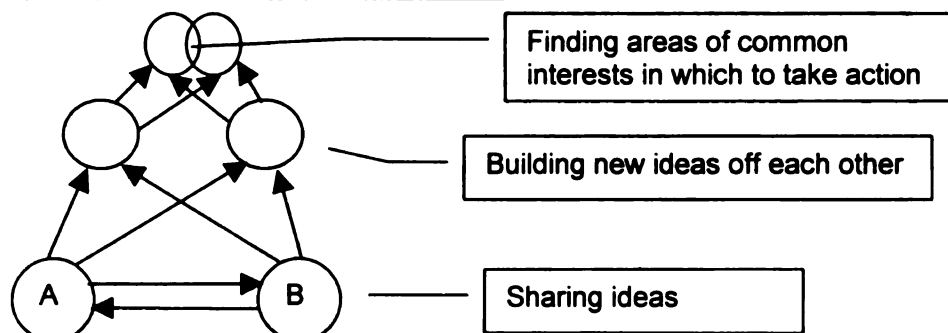 Finding areas of common
interests in which to take action
Building new ideas off each other
A
B
Sharing ideas